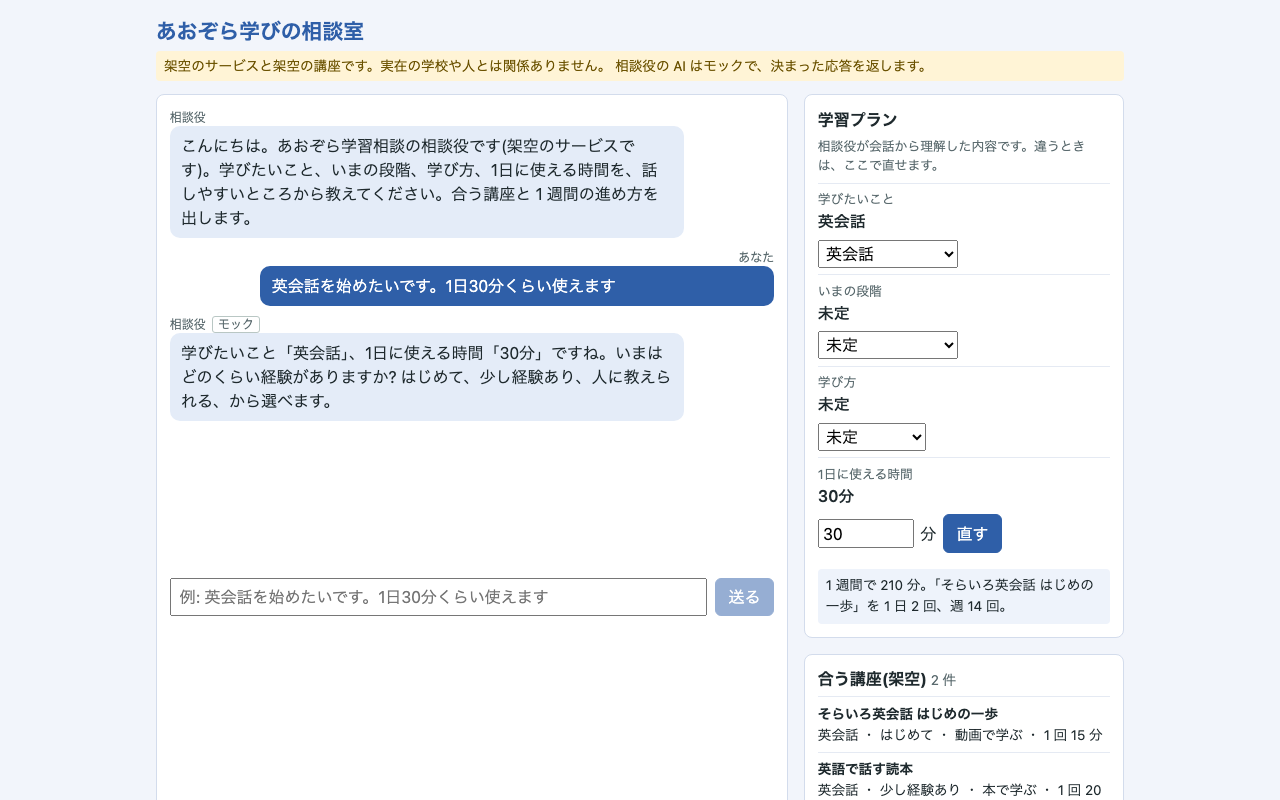 あおぞら学びの相談室
架空のサービスと架空の講座です。実在の学校や人とは関係ありません。 相談役の AI はモックで、決まった応答を返します。
相談役
こんにちは。あおぞら学習相談の相談役です(架空のサービスで
す)。学びたいこと、いまの段階、学び方、1日に使える時間を、話
しやすいところから教えてください。合う講座と 1 週間の進め方を
出します。
あなた
英会話を始めたいです。1日30分くらい使えます
相談役 モック
学びたいこと「英会話」、1日に使える時間「30分」ですね。いまは
どのくらい経験がありますか? はじめて、少し経験あり、人に教えら
れる、から選べます。
例: 英会話を始めたいです。1日30分くらい使えます
送る
学習プラン
相談役が会話から理解した内容です。違うとき
は、ここで直せます。
学びたいこと
英会話
英会話
いまの段階
未定
未定
学び方
未定
未定
1日に使える時間
30分
30 分 直す
1 週間で 210 分。「そらいろ英会話 はじめの
一歩」を 1 日 2 回、週 14 回。
合う講座(架空) 2 件
そらいろ英会話 はじめの一歩
英会話 ・ はじめて ・ 動画で学ぶ ・ 1 回 15 分
英語で話す読本
英会話 ・ 少し経験あり ・ 本で学ぶ ・ 1 回 20